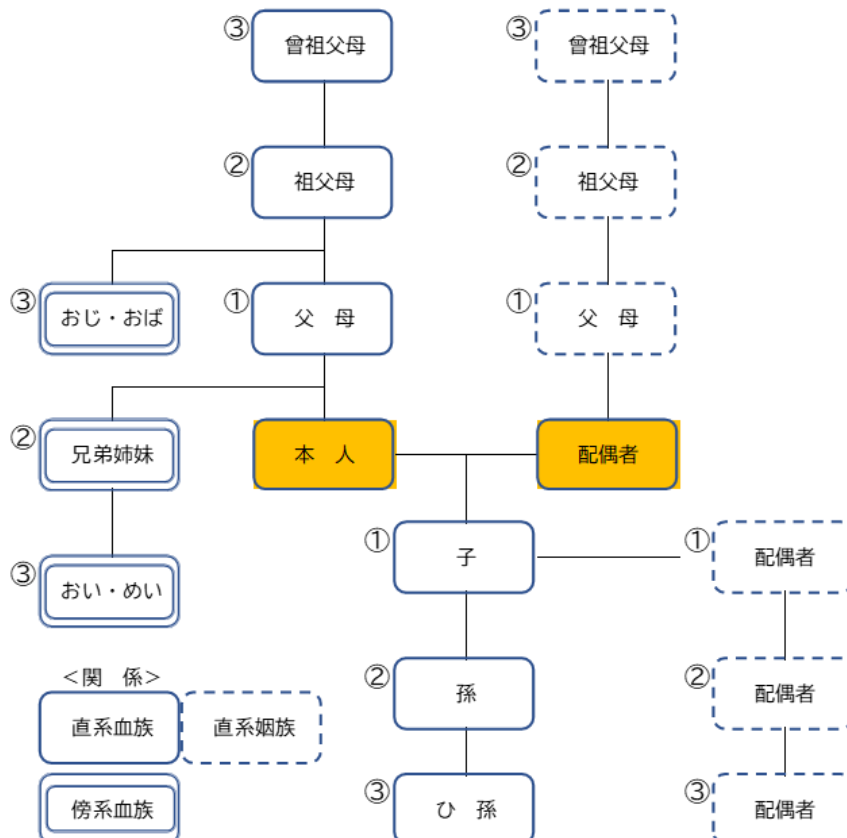 ③ 曾祖父母 ③ 曾祖父母
② 祖父母 ② 祖父母
③ おじ・おば ① 父　母 ① 父　母
② 兄弟姉妹 本　人 配偶者
① 子 ① 配偶者
③ おい・めい
＜関　係＞
② 孫 ② 配偶者
直系血族 直系姻族
③ ひ　孫 ③ 配偶者
傍系血族